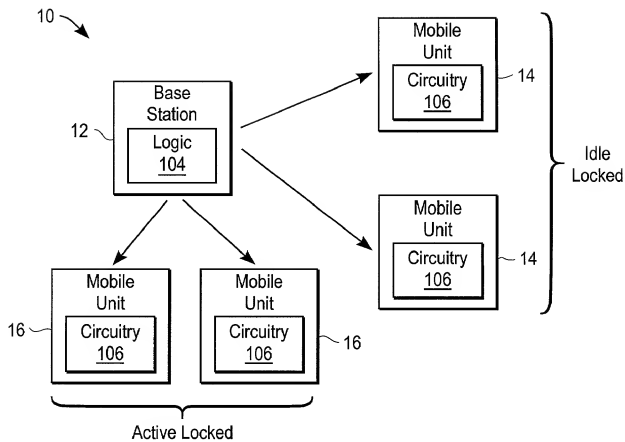 10
Base
Station
12
Logic
104
Mobile
Unit
14
Circuitry
106
Idle
Locked
Mobile
Unit
14
Circuitry
106
Mobile
Unit
16
Circuitry
106
Mobile
Unit
16
Circuitry
106
Active Locked